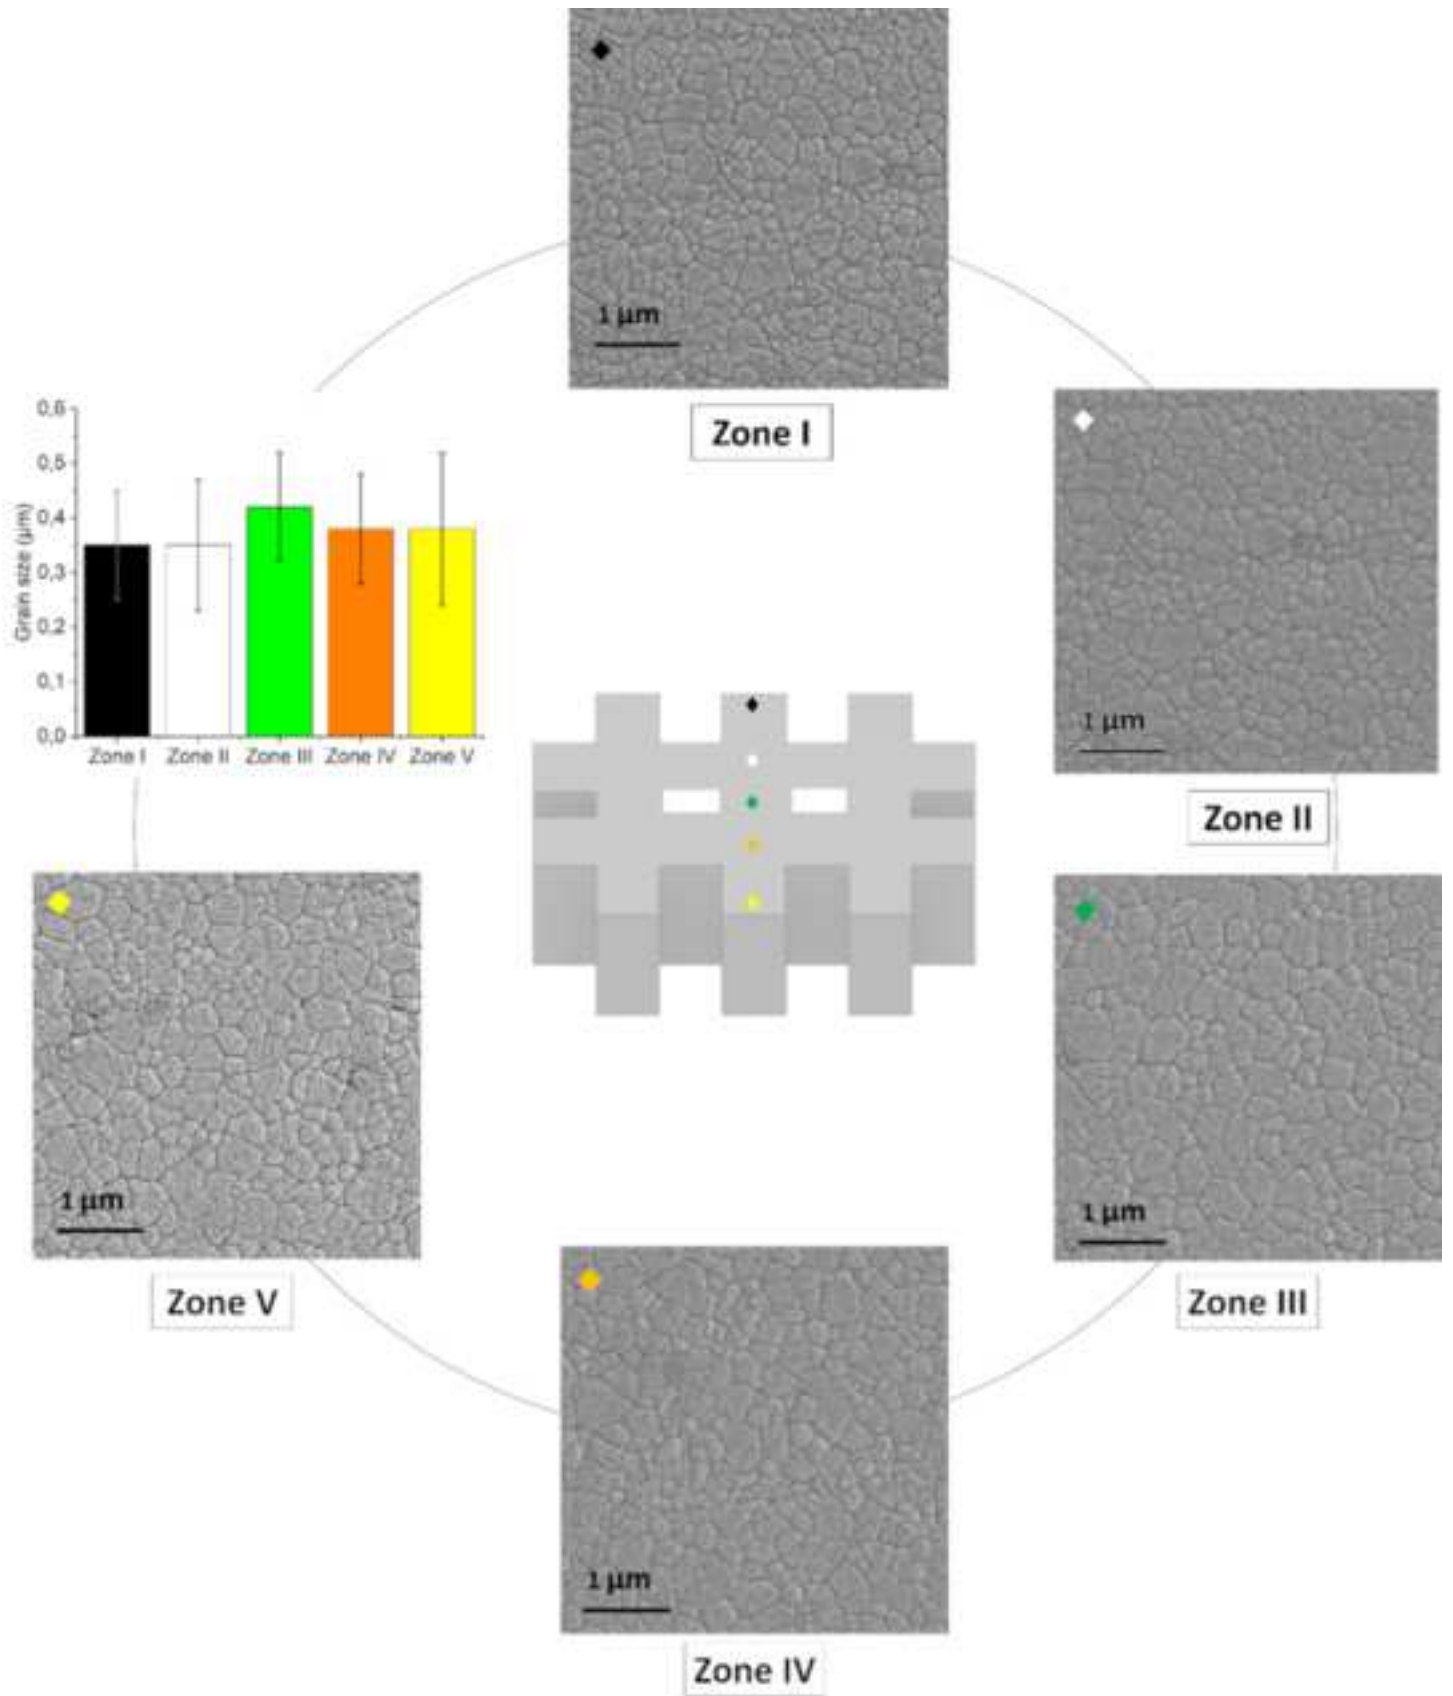 1 μm
Zone I
0,6
0,5
0,4
0,3
0,2
0,1
0,0
Grain size (μm)
Zone I Zone II Zone III Zone IV Zone V
1 μm
Zone II
1 μm
Zone V
1 μm
Zone III
1 μm
Zone IV